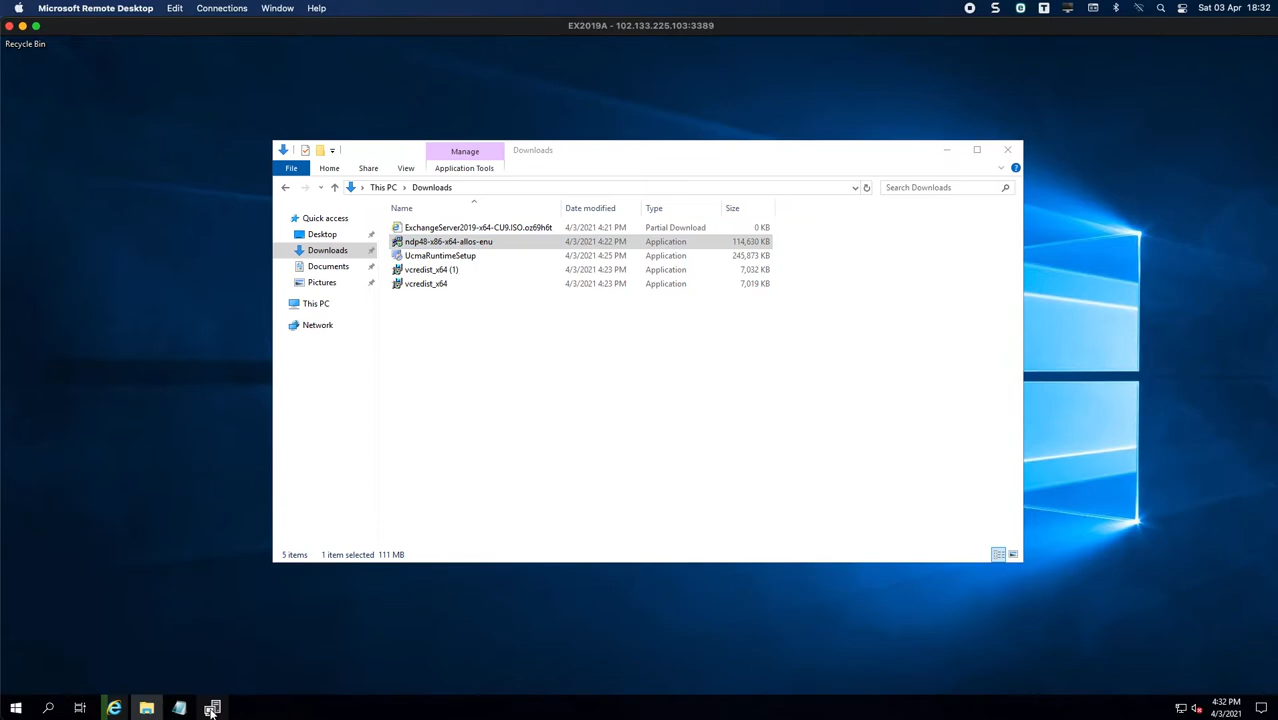 Microsoft Remote Desktop Edit Connections Window Help Sat 03 Apr 18:32
EX2019A - 102.133.225.103:3389
Recycle Bin
Manage Downloads
File Home Share View Application Tools
This PC Downloads Search Downloads
Name Date modified Type Size
Quick access
Desktop
Downloads
Documents
Pictures
This PC
Network
ExchangeServer2019-x64-CU9.ISO.oz69h6t 4/3/2021 4:21 PM Partial Download 0 KB
ndp48-x86-x64-allos-enu 4/3/2021 4:22 PM Application 114,630 KB
UcmaRuntimeSetup 4/3/2021 4:25 PM Application 245,873 KB
vcredist_x64 (1) 4/3/2021 4:23 PM Application 7,032 KB
vcredist_x64 4/3/2021 4:23 PM Application 7,019 KB
5 items 1 item selected 111 MB
4:32 PM
4/3/2021